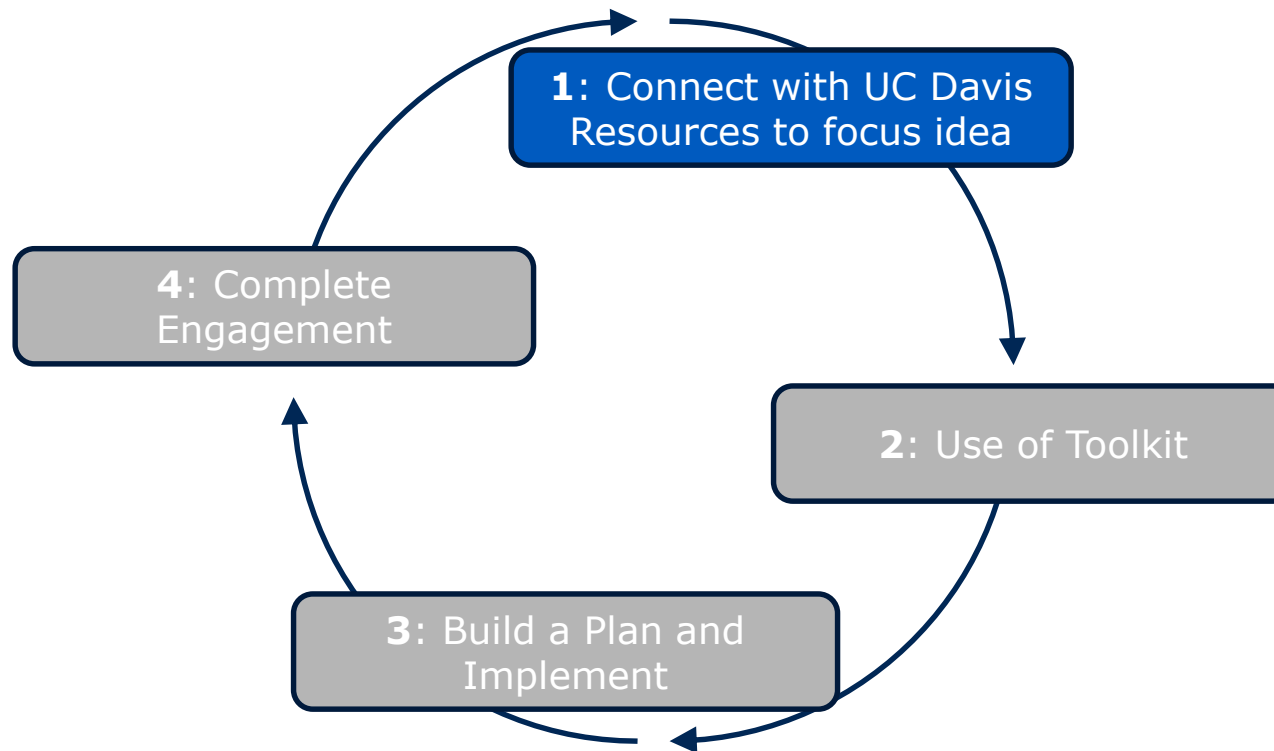 1: Connect with UC Davis
Resources to focus idea
4: Complete
Engagement
2: Use of Toolkit
3: Build a Plan and
Implement